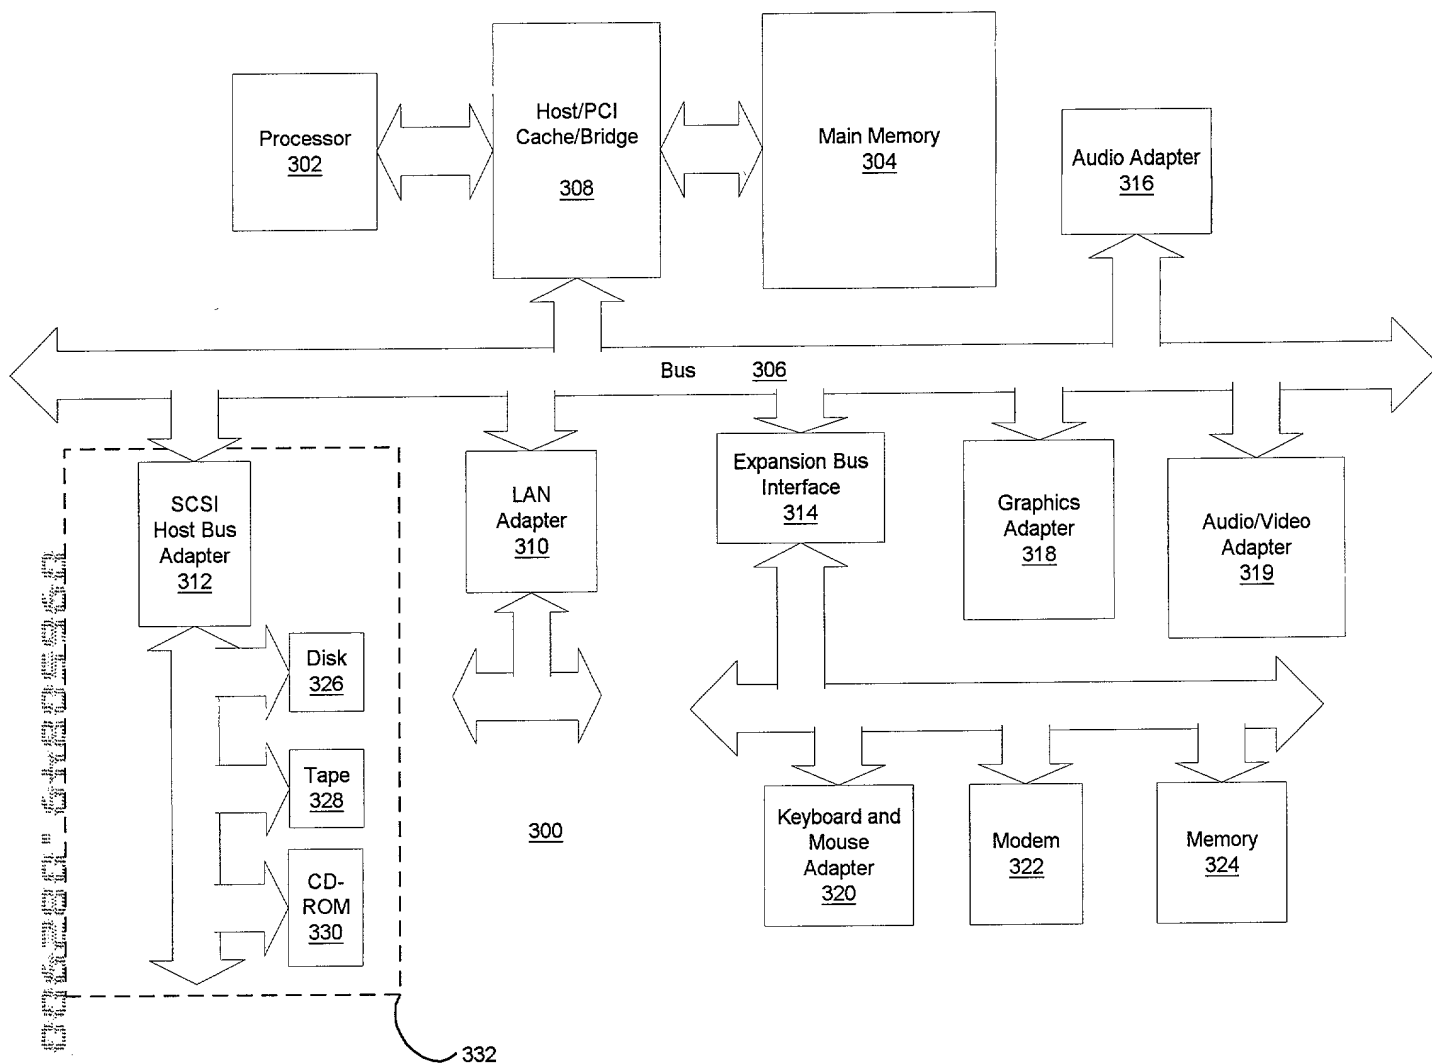 Processor
302
Host/PCI
Cache/Bridge
308
Main Memory
304
Audio Adapter
316
Bus 306
SCSI
Host Bus
Adapter
312
LAN
Adapter
310
Expansion Bus
Interface
314
Graphics
Adapter
318
Audio/Video
Adapter
319
Disk
326
Tape
328
CD-
ROM
330
300
Keyboard and
Mouse
Adapter
320
Modem
322
Memory
324
332